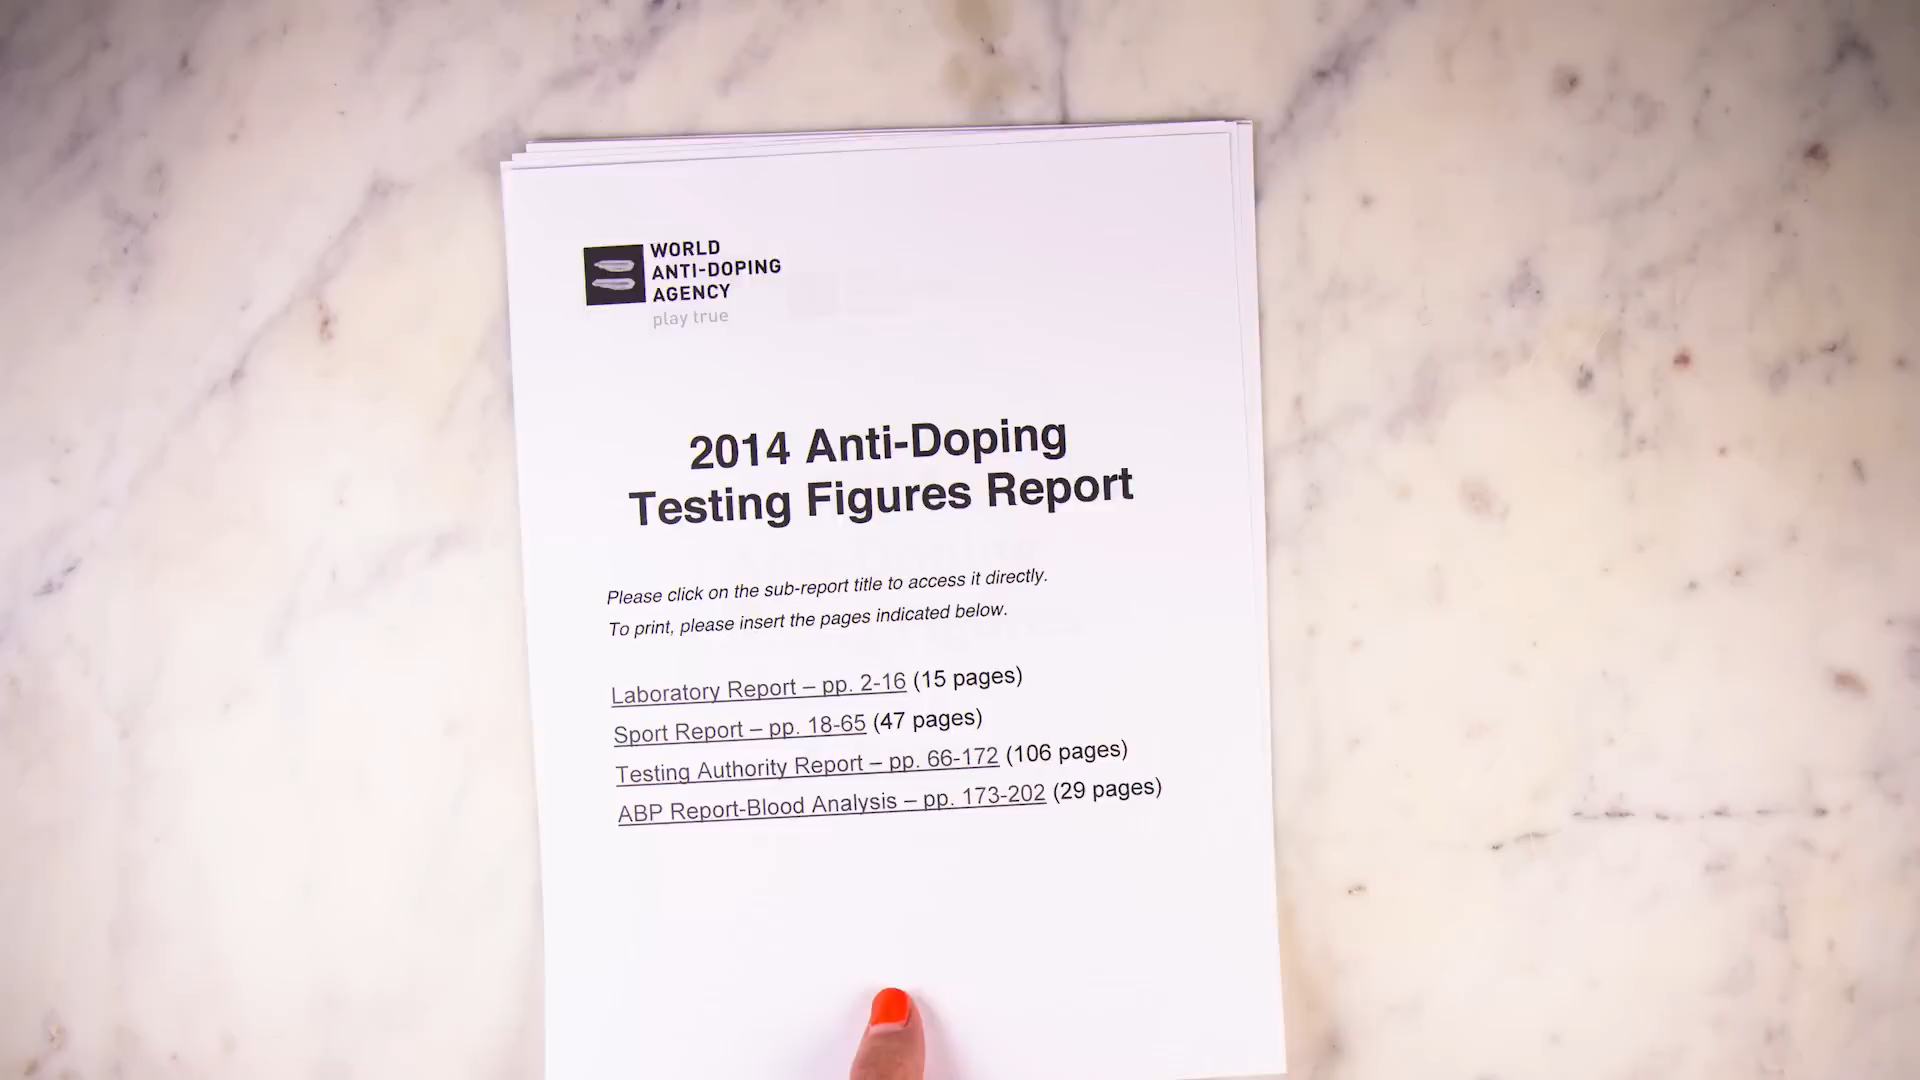 WORLD
ANTI-DOPING
AGENCY
play true
2014 Anti-Doping
Testing Figures Report
Please click on the sub-report title to access it directly.
To print, please insert the pages indicated below.
Laboratory Report – pp. 2-16 (15 pages)
Sport Report – pp. 18-65 (47 pages)
Testing Authority Report – pp. 66-172 (106 pages)
ABP Report-Blood Analysis – pp. 173-202 (29 pages)